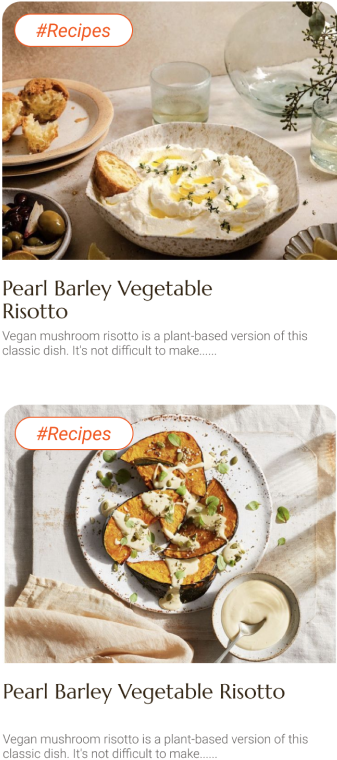 #Recipes
Pearl Barley Vegetable
Risotto
Vegan mushroom risotto is a plant-based version of this
classic dish. It's not difficult to make......
#Recipes
Pearl Barley Vegetable Risotto
Vegan mushroom risotto is a plant-based version of this
classic dish. It's not difficult to make......